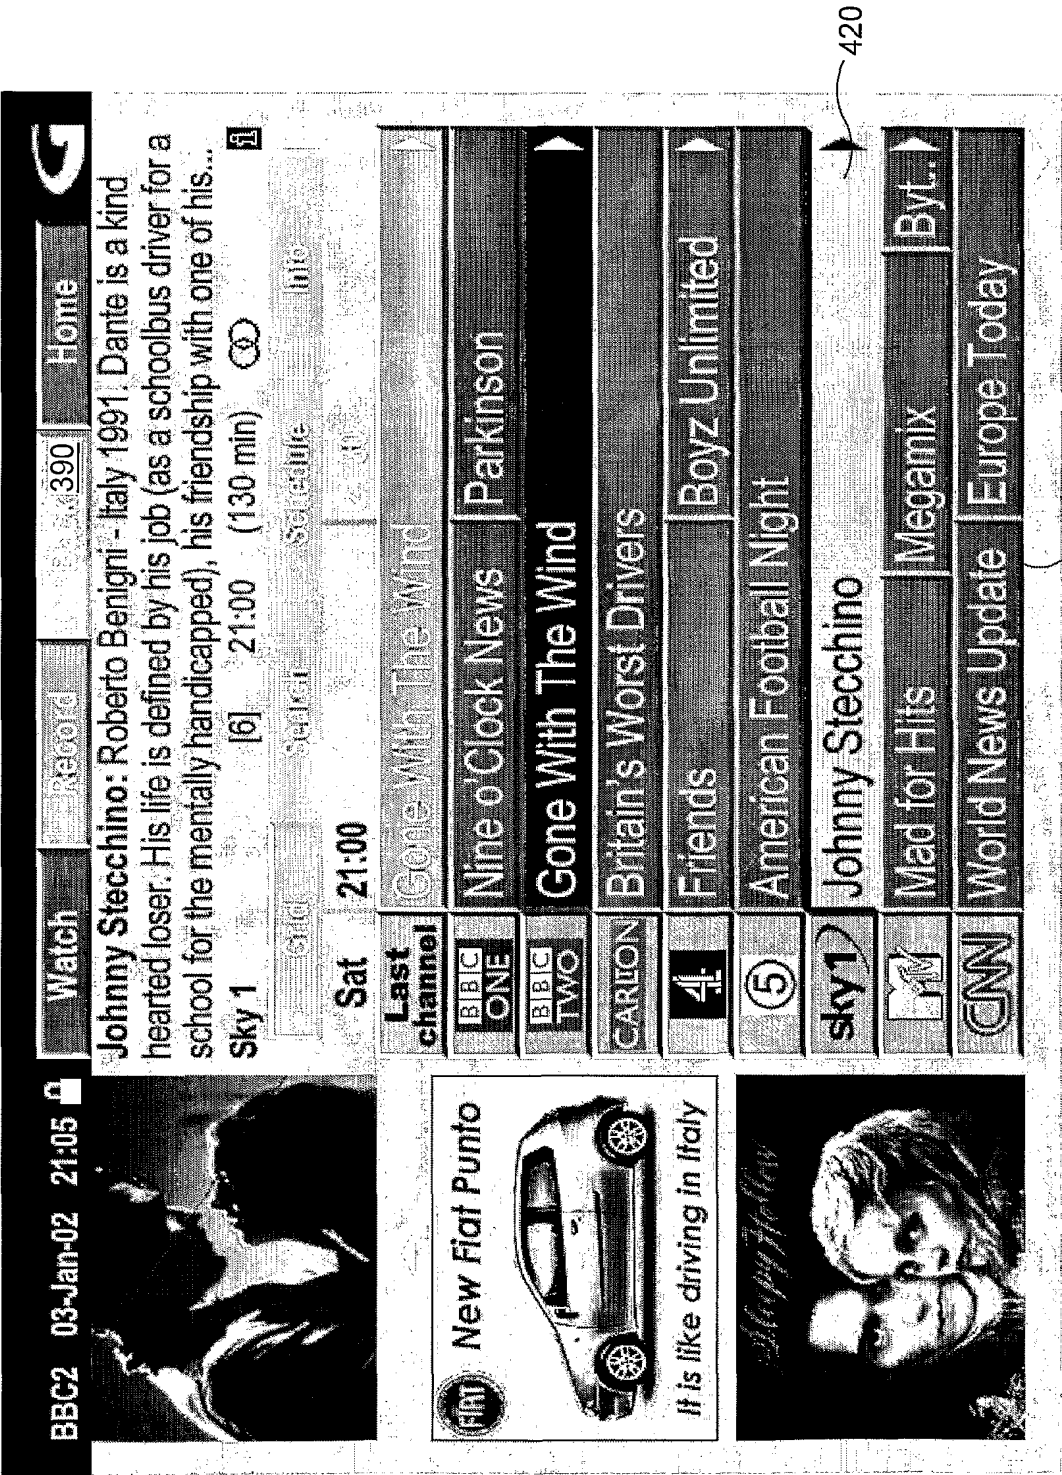 BBC2 03-Jan-02 21:05 Watch Record 390 Home
Johnny Stecchino: Roberto Benigni - Italy 1991. Dante is a kind
hearted loser. His life is defined by his job (as a schoolbus driver for a
school for the mentally handicapped), his friendship with one of his...
Sky 1 [6] 21:00 (130 min) i
Grid Search Schedule Info
Sat 21:00
Last channel Gone With The Wind
BBC ONE Nine o'Clock News Parkinson
BBC TWO Gone With The Wind
CARLTON Britain's Worst Drivers
4 Friends Boyz Unlimited
5 American Football Night
sky1 Johnny Stecchino
MTV Mad for Hits Megamix Byt...
CNN World News Update Europe Today
FIAT New Fiat Punto
It is like driving in Italy
420